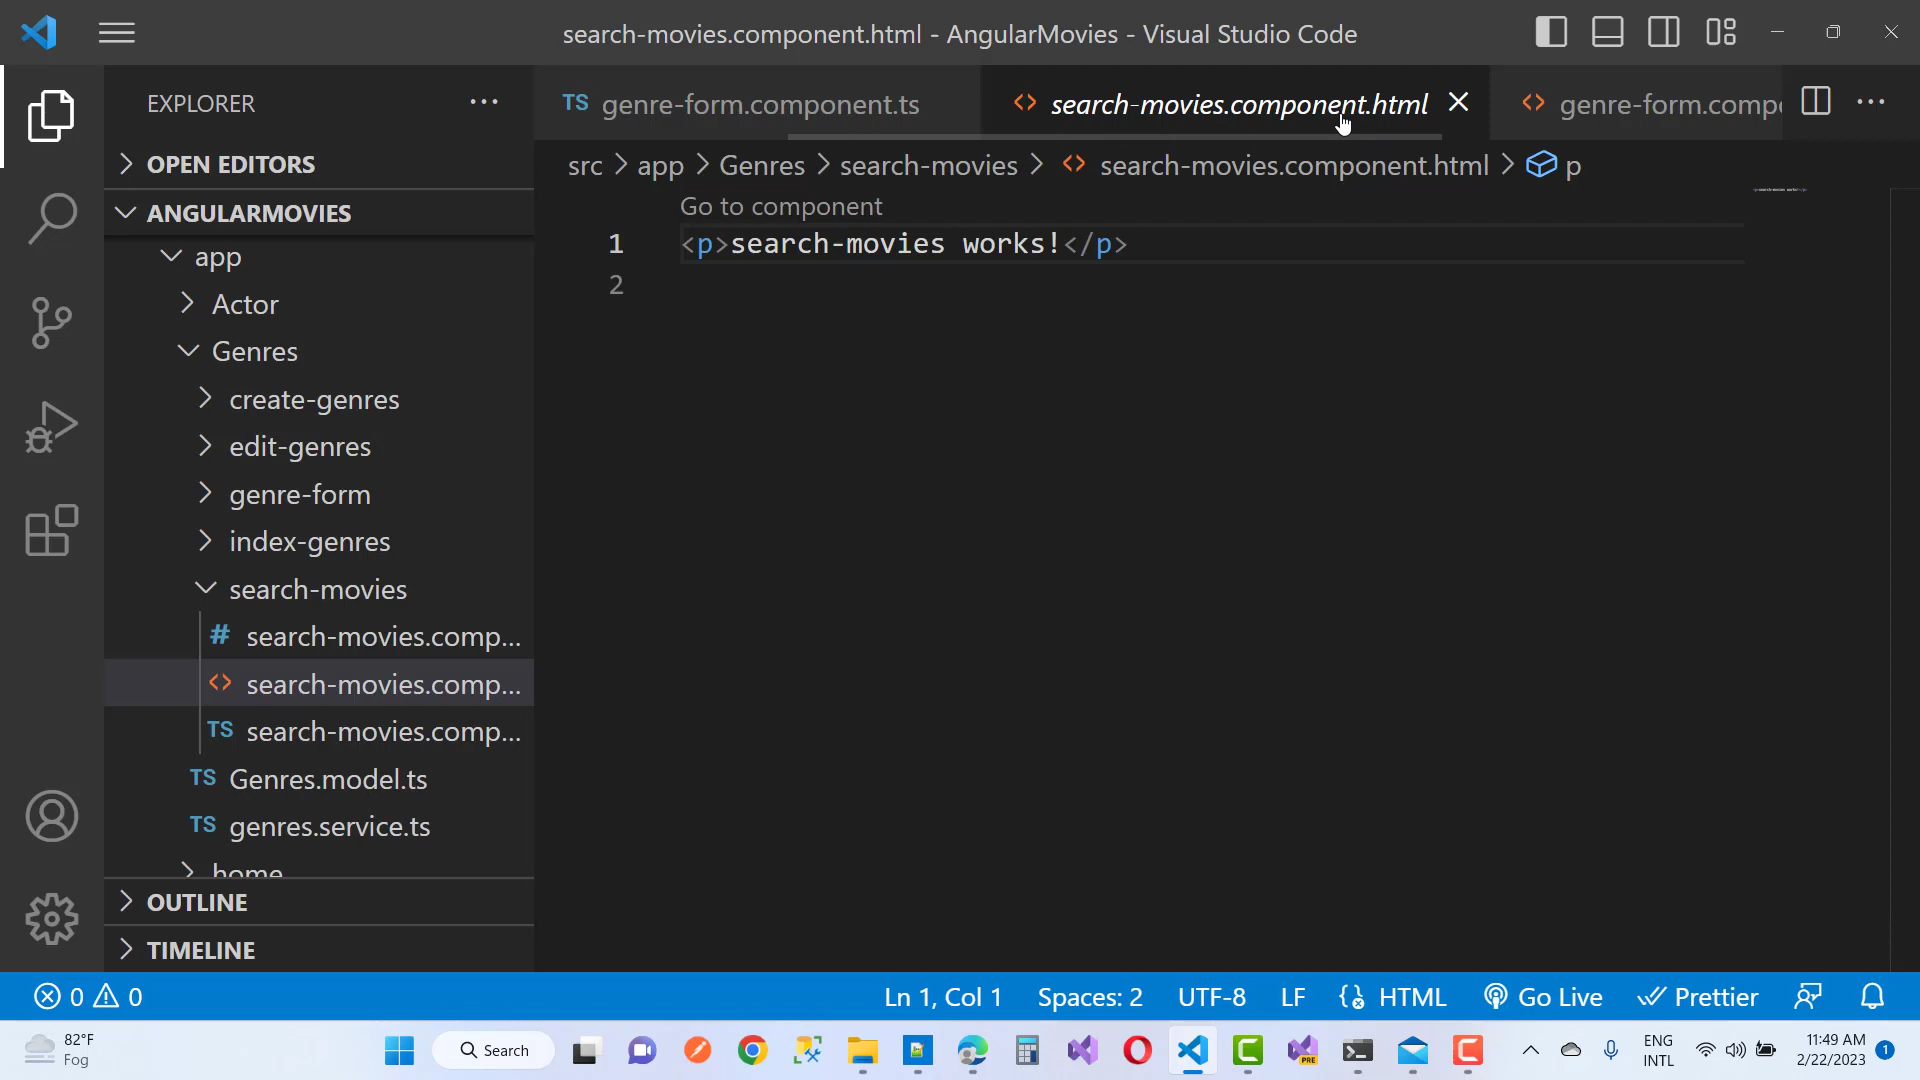 search-movies.component.html - AngularMovies - Visual Studio Code
EXPLORER
TS genre-form.component.ts
<> search-movies.component.html
<> genre-form.compo
OPEN EDITORS
src > app > Genres > search-movies > <> search-movies.component.html > p
ANGULARMOVIES
Go to component
1 <p>search-movies works!</p>
2
app
Actor
Genres
create-genres
edit-genres
genre-form
index-genres
search-movies
# search-movies.comp...
<> search-movies.comp...
TS search-movies.comp...
TS Genres.model.ts
TS genres.service.ts
home
OUTLINE
TIMELINE
0 0
Ln 1, Col 1
Spaces: 2
UTF-8
LF
HTML
Go Live
Prettier
82°F
Fog
Search
PRE
ENG
INTL
11:49 AM
2/22/2023
1